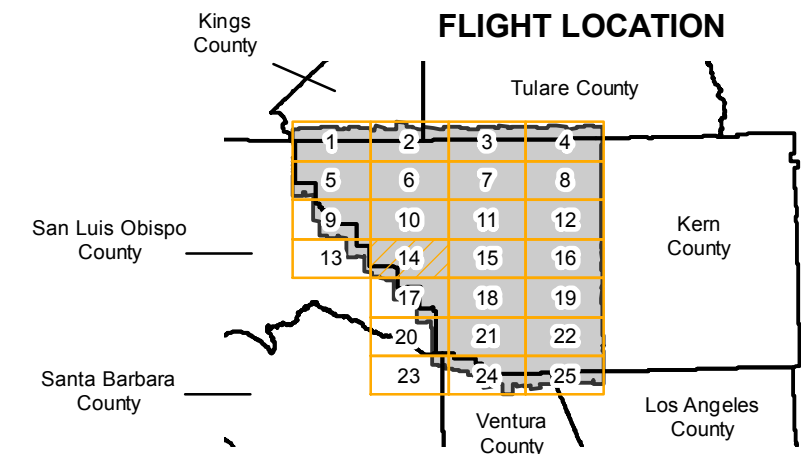 Kings
County
FLIGHT LOCATION
Tulare County
1 2 3 4
5 6 7 8
9 10 11 12
San Luis Obispo
County
Kern
County
13 14 15 16
17 18 19
20 21 22
23 24 25
Santa Barbara
County
Ventura
County
Los Angeles
County